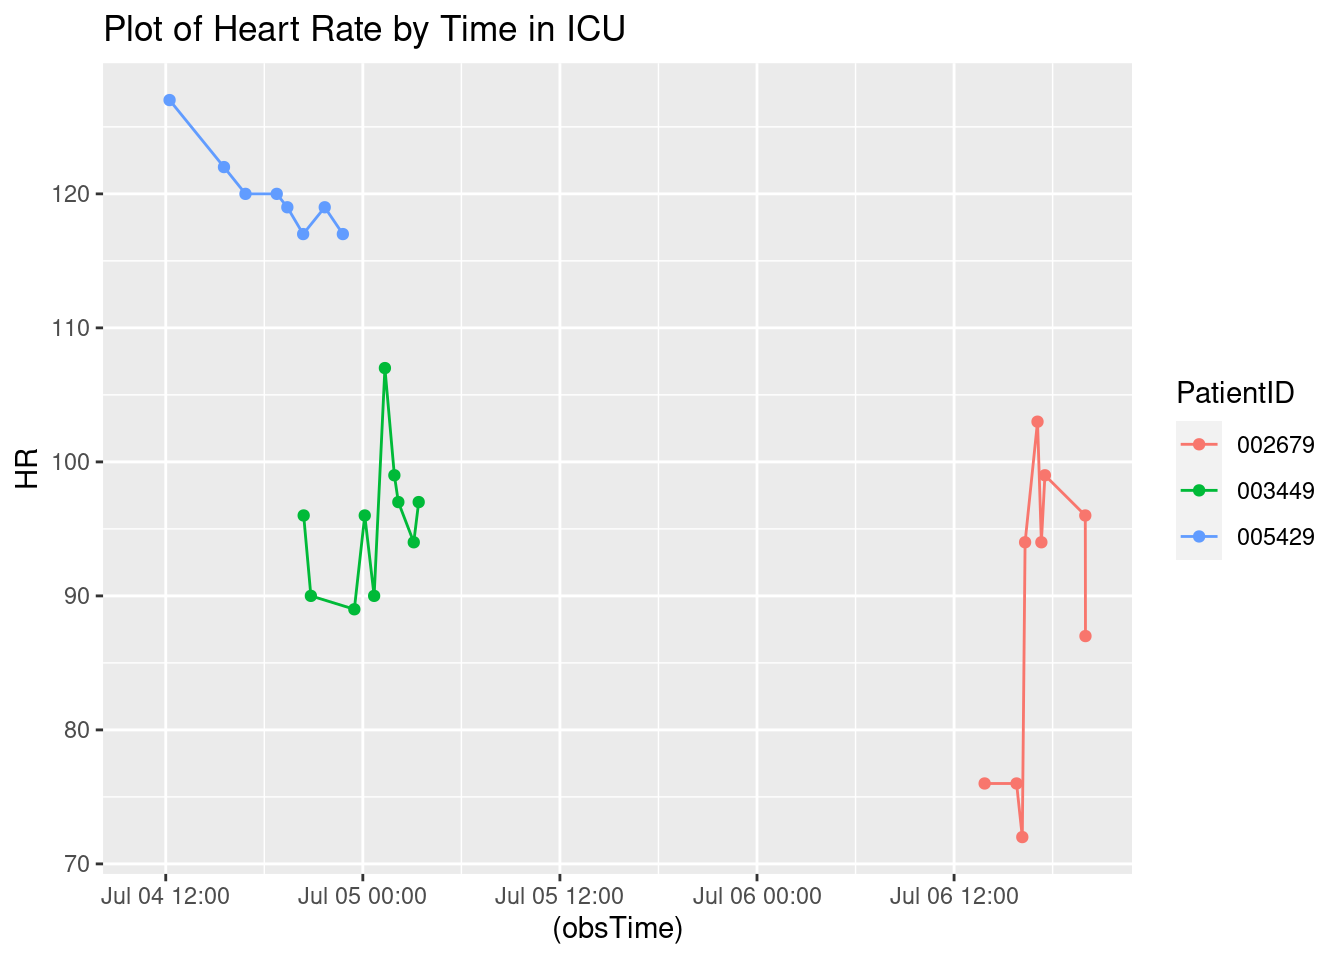 Plot of Heart Rate by Time in ICU
120
110
100
90
80
70
HR
Jul 04 12:00
Jul 05 00:00
Jul 05 12:00
Jul 06 00:00
Jul 06 12:00
(obsTime)
PatientID
002679
003449
005429